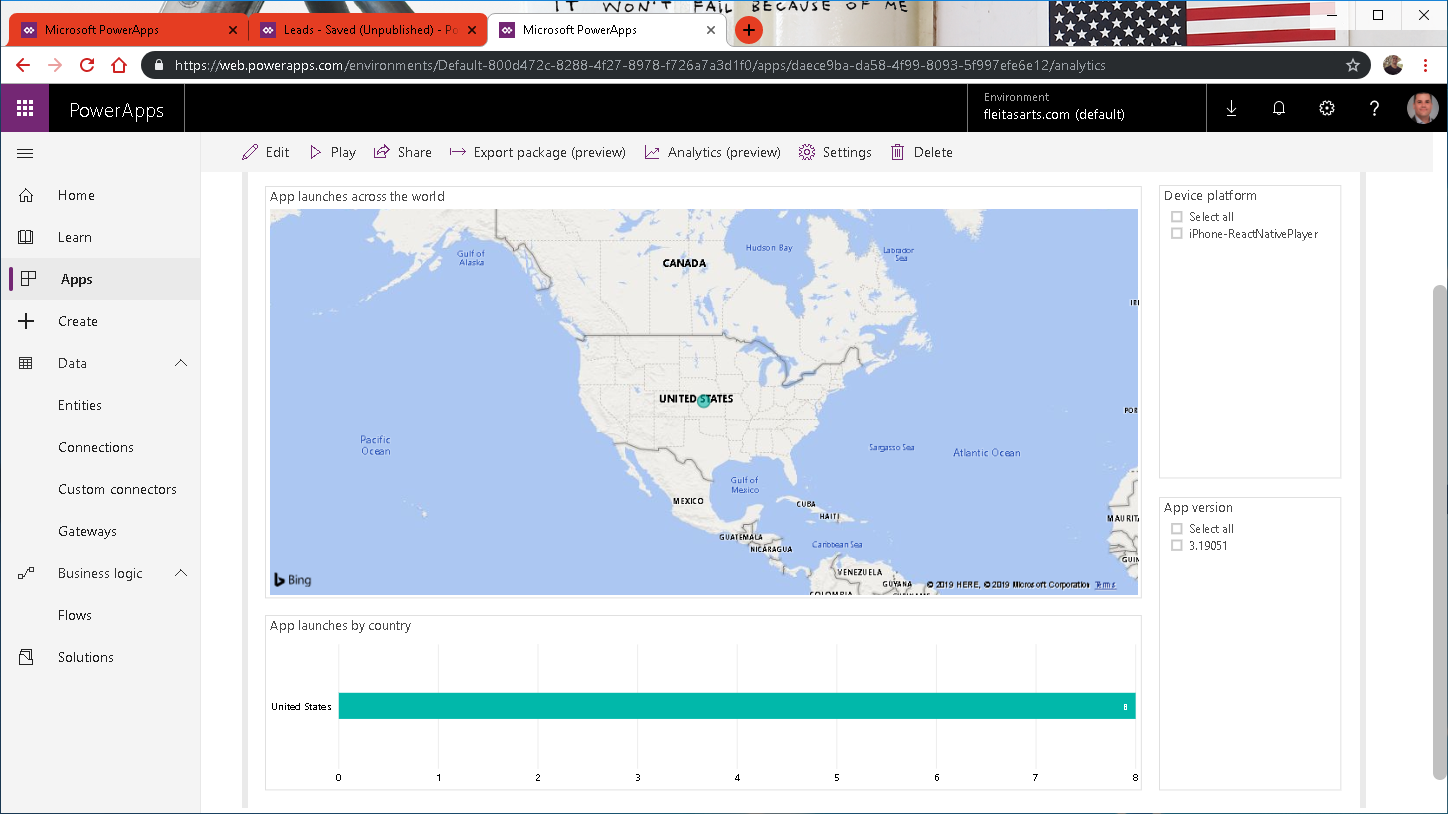 IT WON'T FAIL BECAUSE OF ME
Microsoft PowerApps
Leads - Saved (Unpublished) - Po
Microsoft PowerApps
https://web.powerapps.com/environments/Default-800d472c-8288-4f27-8978-f726a7a3d1f0/apps/daece9ba-da58-4f99-8093-5f997efe6e12/analytics
PowerApps
Environment
fleitasarts.com (default)
?
Edit
Play
Share
Export package (preview)
Analytics (preview)
Settings
Delete
Home
Learn
Apps
Create
Data
Entities
Connections
Custom connectors
Gateways
Business logic
Flows
Solutions
App launches across the world
Gulf of
Alaska
CANADA
Hudson Bay
Labrador
Sea
UNITED STATES
Pacific
Ocean
Sargasso Sea
Atlantic Ocean
Gulf of
Mexico
MEXICO
CUBA
HAITI
GUATEMALA
NICARAGUA
Caribbean Sea
VENEZUELA
GUYANA
COLOMBIA
POR
MAURIT
GUIN
Bing
© 2019 HERE, © 2019 Microsoft Corporation Terms
Device platform
Select all
iPhone-ReactNativePlayer
App version
Select all
3.19051
App launches by country
United States
8
0 1 2 3 4 5 6 7 8